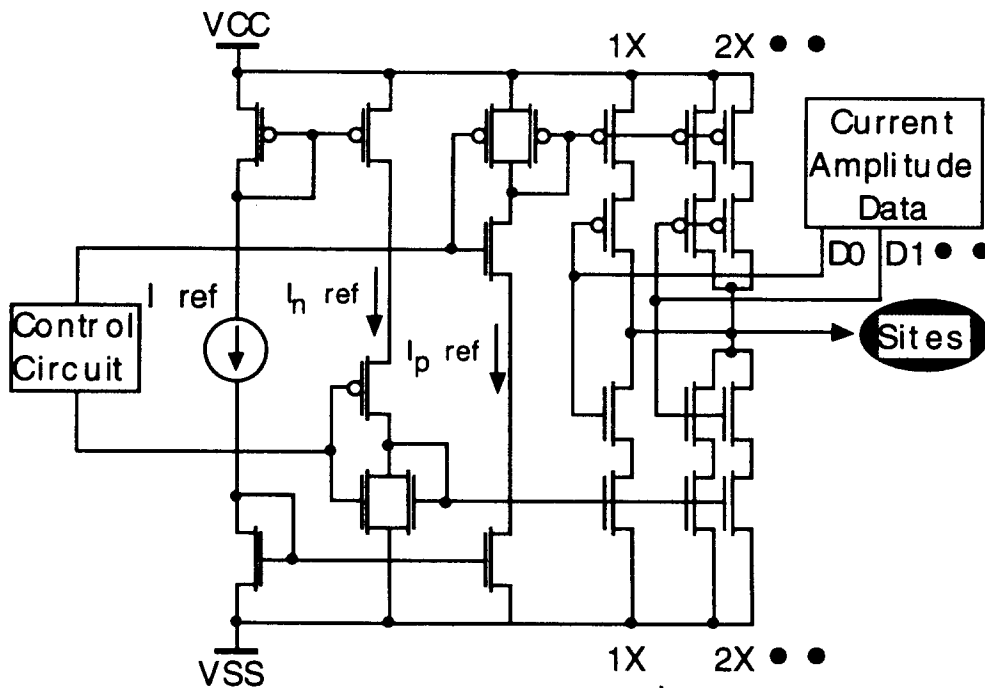 VCC
1X
2X ● ●
Current
Amplitude
Data
D0
D1 ● ●
I ref
In ref
Ip ref
Control
Circuit
Sites
VSS
1X
2X ● ●